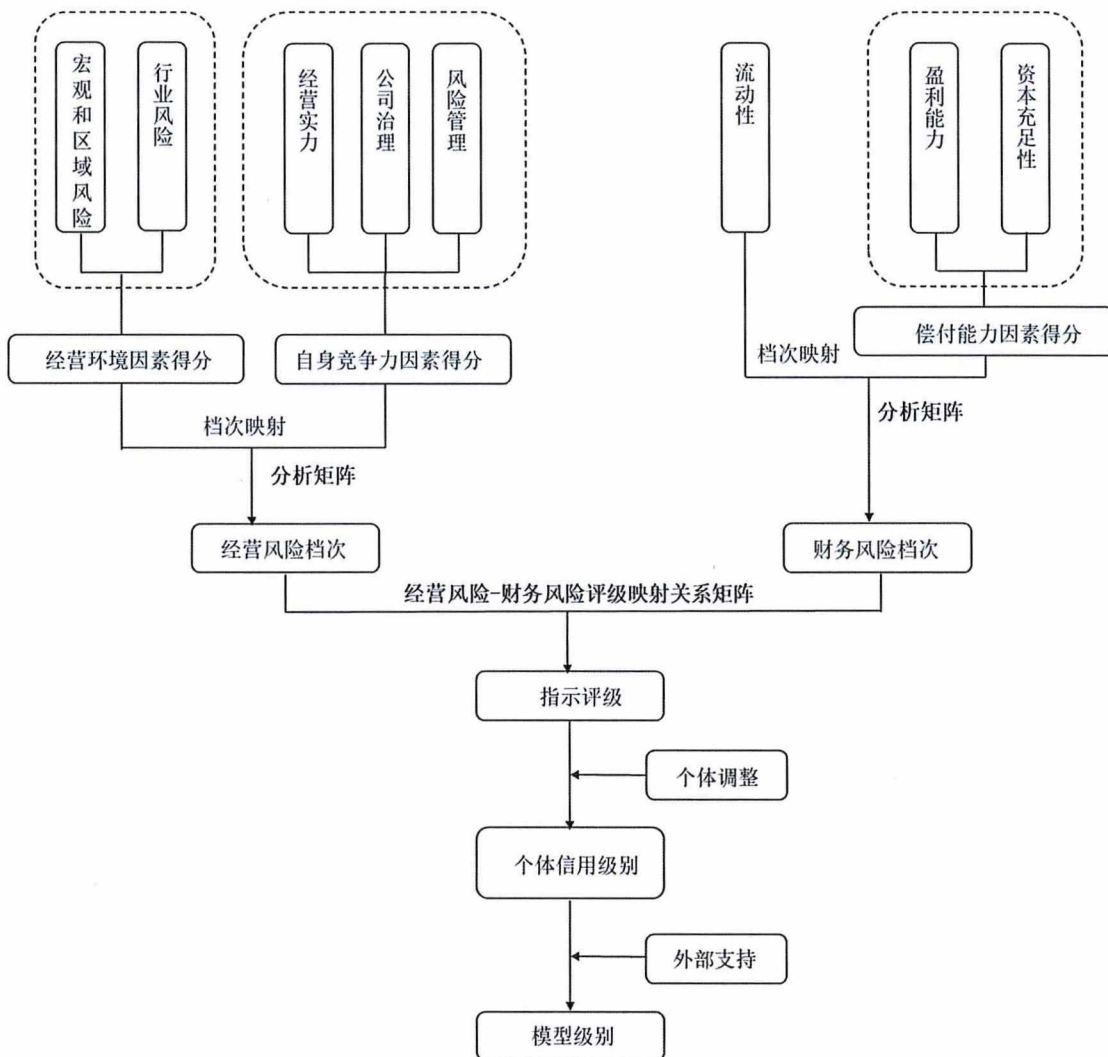 宏观和区域风险
行业风险
经营实力
公司治理
风险管理
流动性
盈利能力
资本充足性
经营环境因素得分
自身竞争力因素得分
偿付能力因素得分
档次映射
档次映射
分析矩阵
分析矩阵
经营风险档次
财务风险档次
经营风险-财务风险评级映射关系矩阵
指示评级
个体调整
个体信用级别
外部支持
模型级别